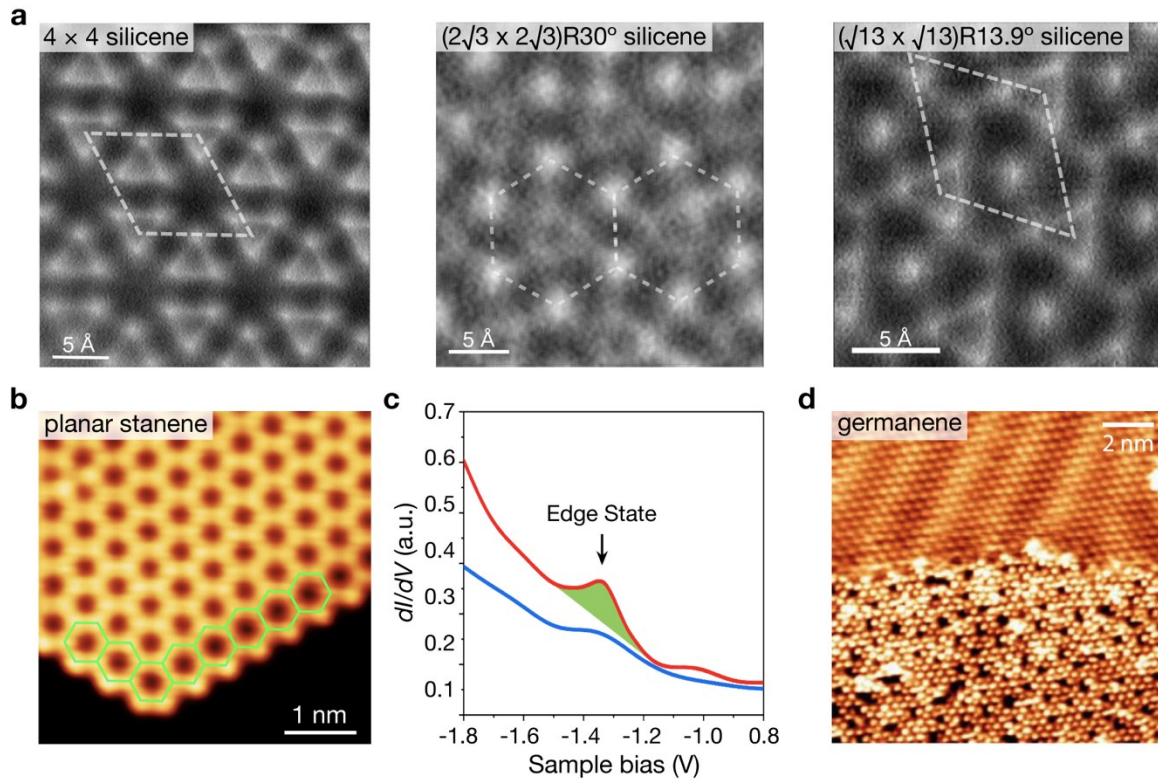 a
4 × 4 silicene
5 Å
(2√3 x 2√3)R30º silicene
5 Å
(√13 x √13)R13.9º silicene
5 Å
b
planar stanene
1 nm
c
0.7
0.6
0.5
0.4
0.3
0.2
0.1
dI/dV (a.u.)
Edge State
-1.8
-1.6
-1.4
-1.2
-1.0
0.8
Sample bias (V)
d
germanene
2 nm